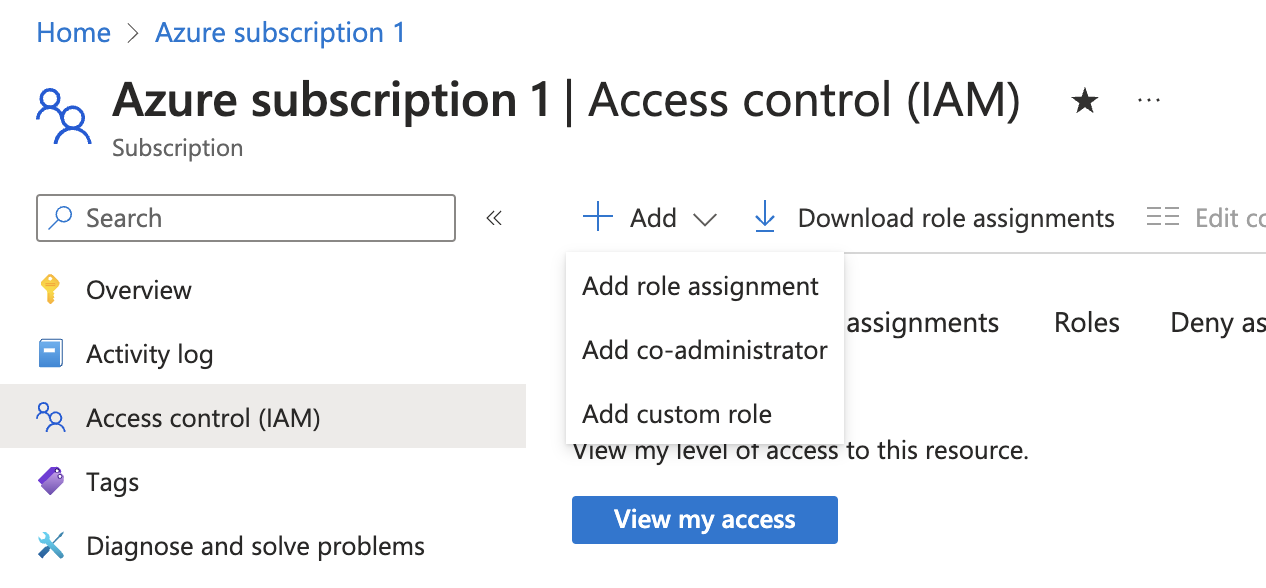 Home > Azure subscription 1
Azure subscription 1 | Access control (IAM)
Subscription
Search
Add
Download role assignments
Edit co
Add role assignment
Add co-administrator
Add custom role
assignments
Roles
Deny as
Overview
Activity log
Access control (IAM)
Tags
Diagnose and solve problems
View my level of access to this resource.
View my access